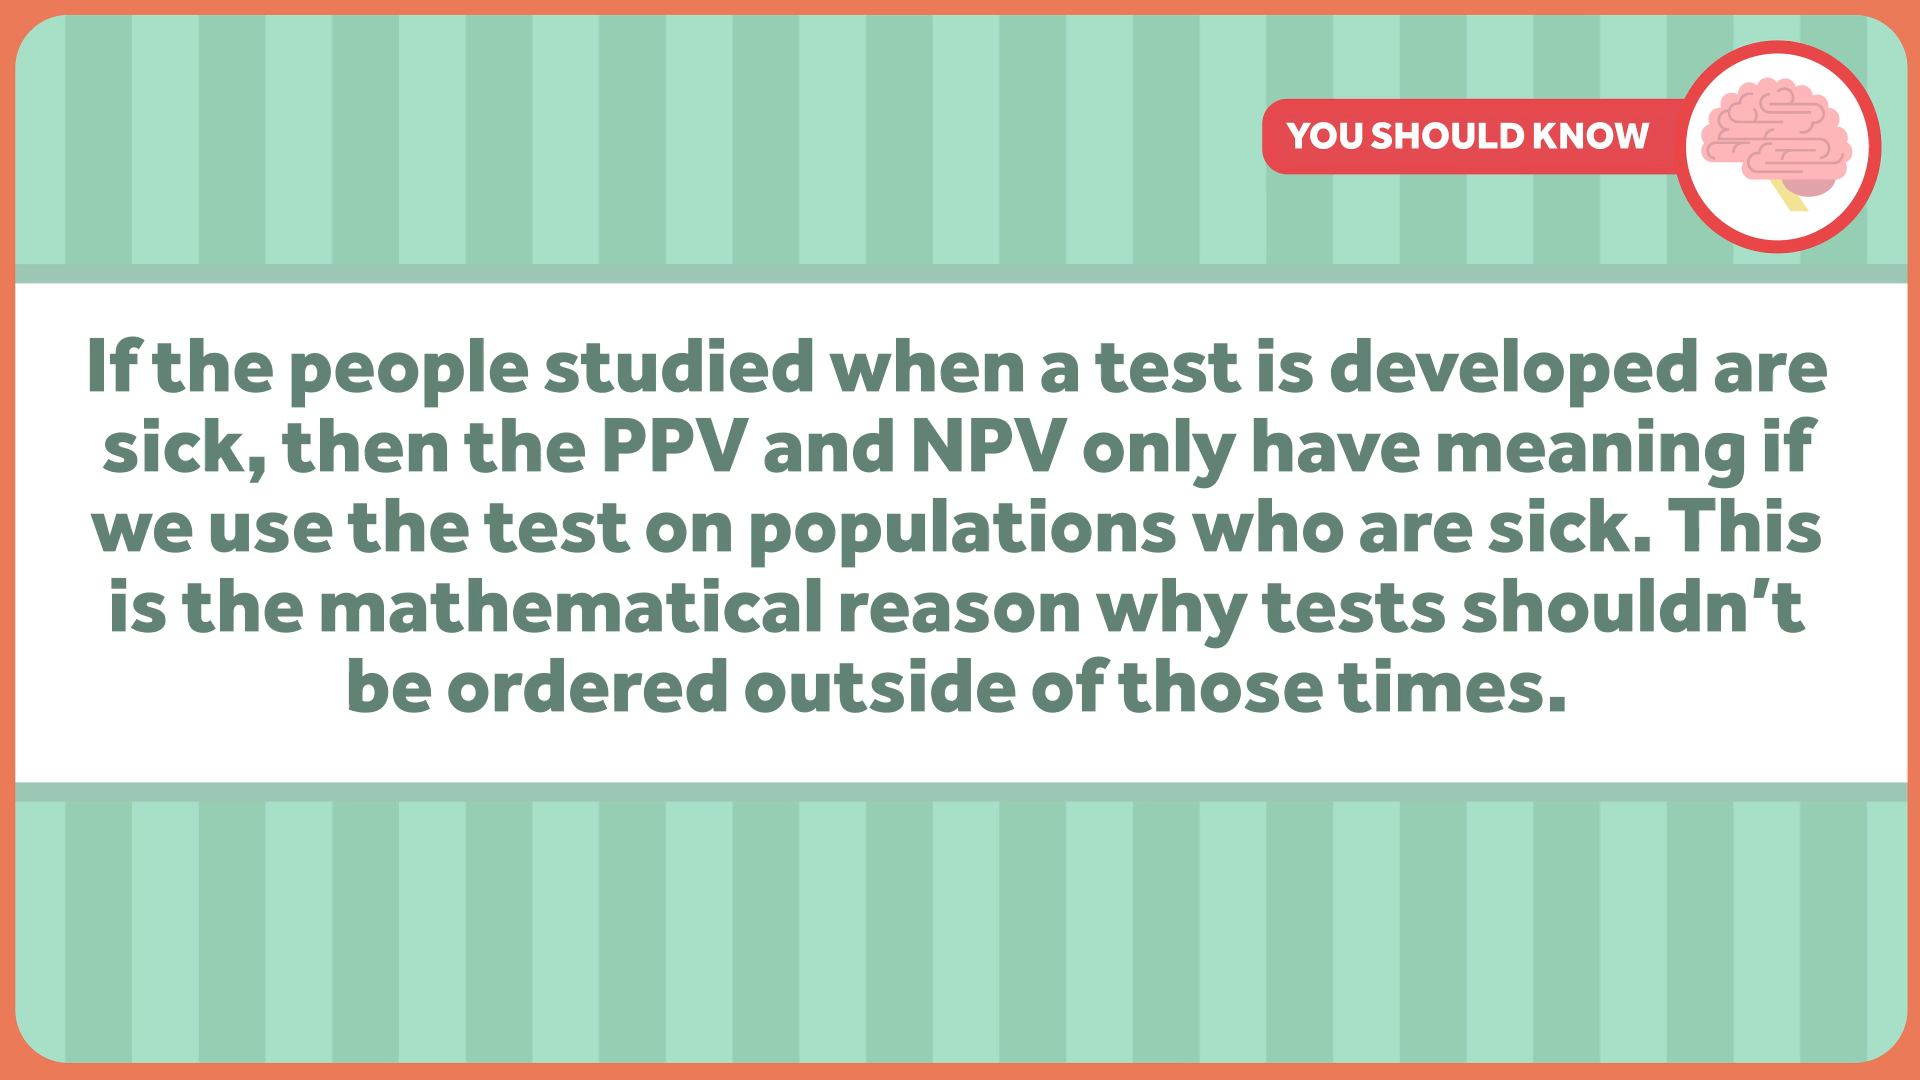 YOU SHOULD KNOW
If the people studied when a test is developed are
sick, then the PPV and NPV only have meaning if
we use the test on populations who are sick. This
is the mathematical reason why tests shouldn’t
be ordered outside of those times.